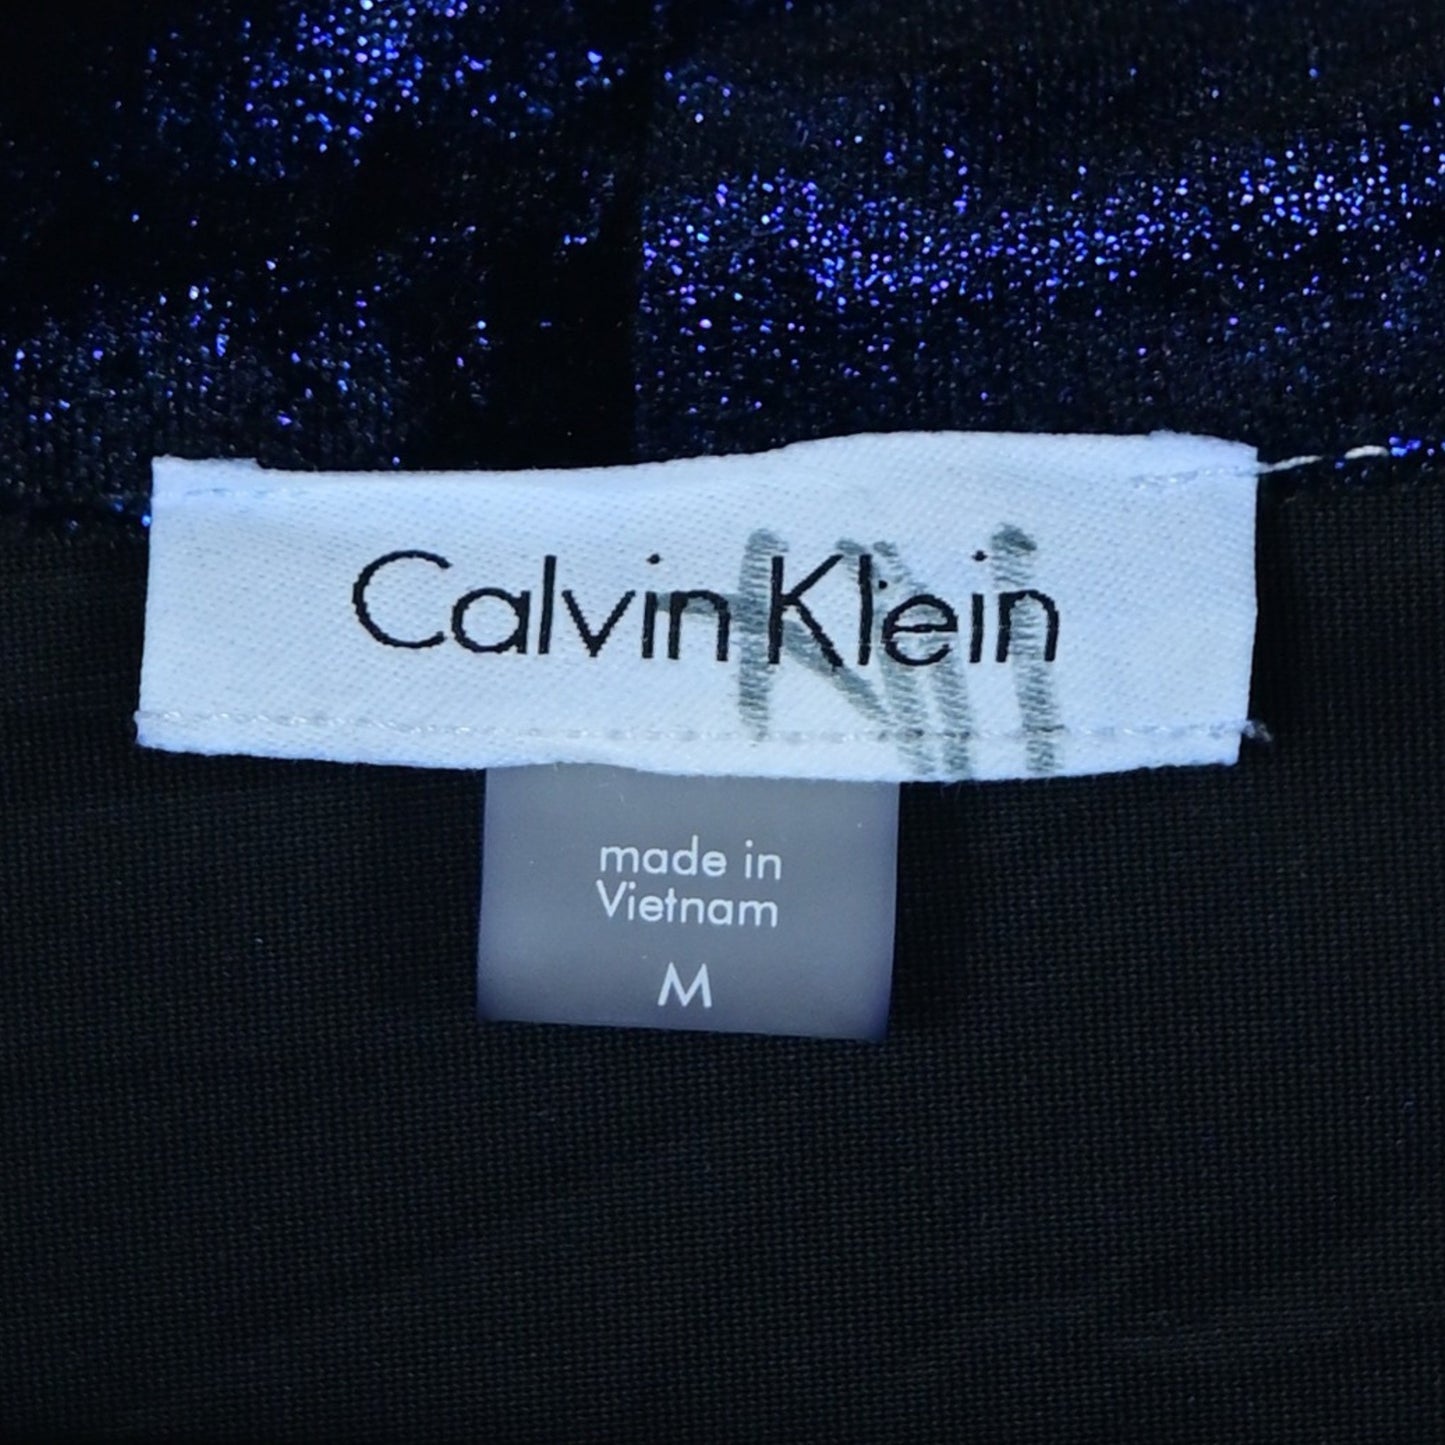 Calvin Klein
made in
Vietnam
M